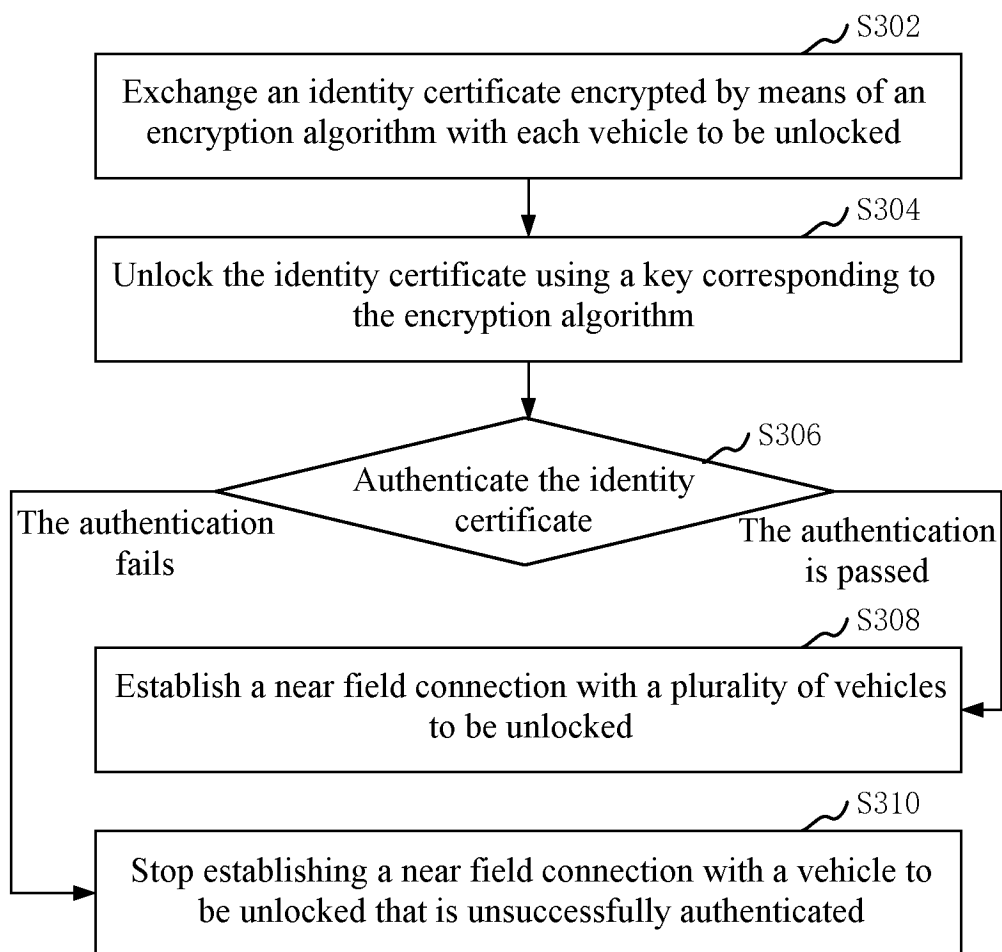 S302
Exchange an identity certificate encrypted by means of an
encryption algorithm with each vehicle to be unlocked
S304
Unlock the identity certificate using a key corresponding to
the encryption algorithm
S306
Authenticate the identity
certificate
The authentication
fails
The authentication
is passed
S308
Establish a near field connection with a plurality of vehicles
to be unlocked
S310
Stop establishing a near field connection with a vehicle to
be unlocked that is unsuccessfully authenticated